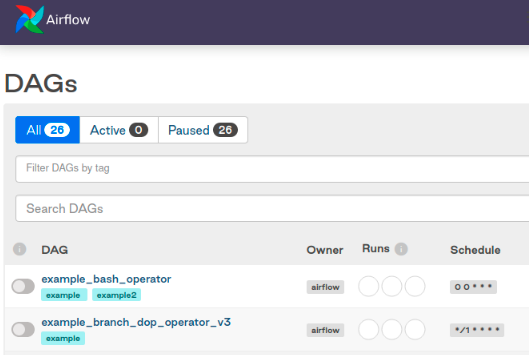 Airflow
DAGs
All 26 Active 0 Paused 26
Filter DAGs by tag
Search DAGs
i DAG Owner Runs i Schedule
example_bash_operator airflow 0 0 * * *
example example2
example_branch_dop_operator_v3 airflow */1 * * * *
example